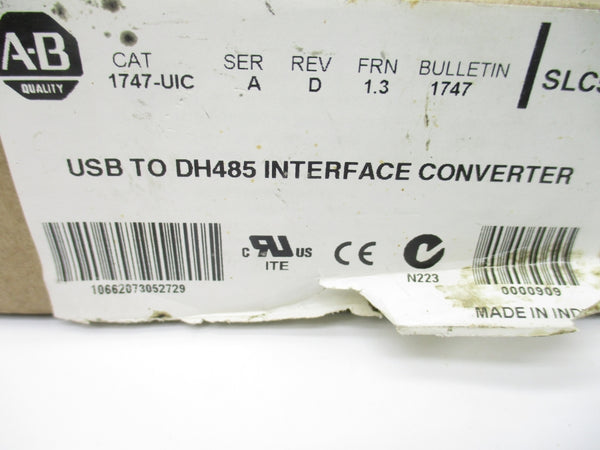 A-B
QUALITY
CAT SER REV FRN BULLETIN
1747-UIC A D 1.3 1747
USB TO DH485 INTERFACE CONVERTER
10662073052729
C UR US
ITE
CE
N223
0000909
MADE IN